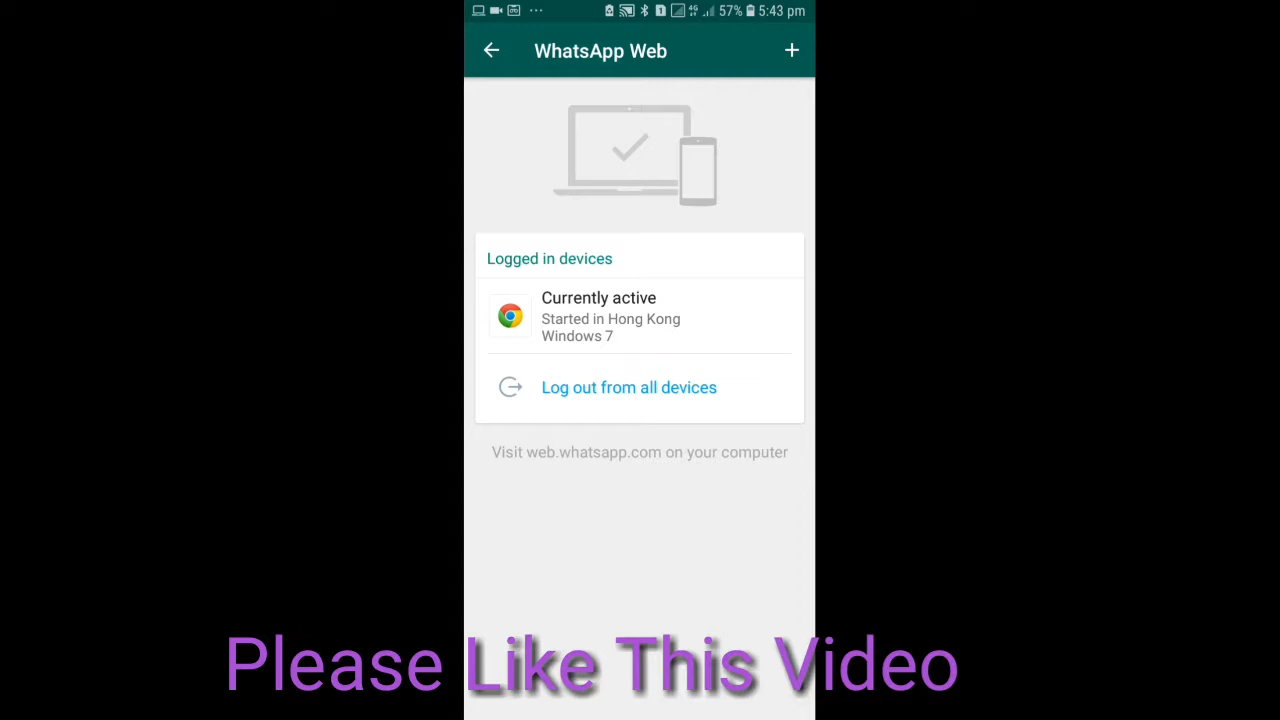 57% 5:43 pm
WhatsApp Web
Logged in devices
Currently active
Started in Hong Kong
Windows 7
Log out from all devices
Visit web.whatsapp.com on your computer
Please Like This Video